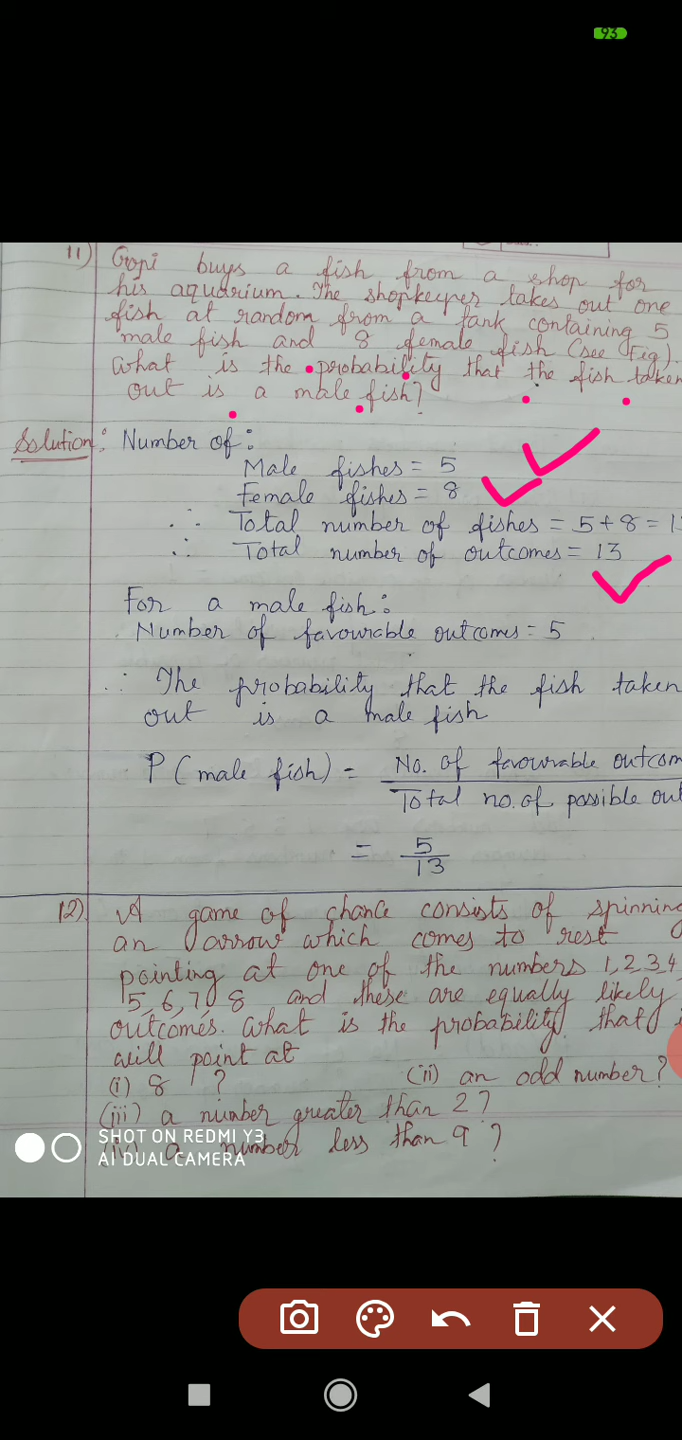 93
11) Gopi buys a fish from a shop for
his aquarium. The shopkeeper takes out one
fish at random from a tank containing 5
male fish and 8 female fish (see Fig).
What is the probability that the fish taken
out is a male fish?
Solution: Number of:
Male fishes = 5
Female fishes = 8
∴ Total number of fishes = 5+8 = 1
∴ Total number of outcomes = 13
For a male fish:
Number of favourable outcomes = 5
∴ The probability that the fish taken
out is a male fish
P (male fish) = No. of favourable outcom
Total no. of possible out
= 5
13
12) A game of chance consists of spinning
an arrow which comes to rest
pointing at one of the numbers 1,2,3,4
5, 6, 7, 8 and these are equally likely
outcomes. What is the probability that i
will point at
(i) 8 ? (ii) an odd number?
(iii) a number greater than 2?
(iv) a number less than 9 ?
SHOT ON REDMI Y3
AI DUAL CAMERA